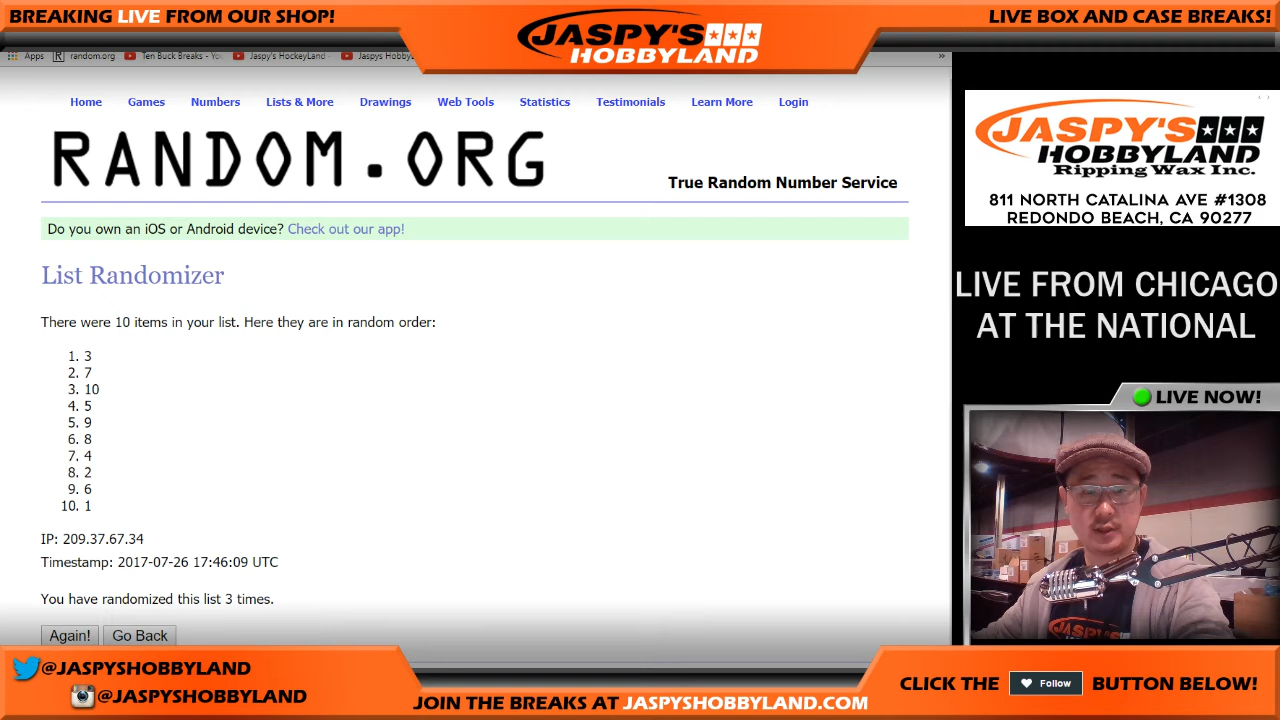 BREAKING LIVE FROM OUR SHOP!
JASPY'S
HOBBYLAND
LIVE BOX AND CASE BREAKS!
Apps
random.org
Ten Buck Breaks - Yo
Jaspy's HockeyLand -
Jaspys Hobby
»
Home
Games
Numbers
Lists & More
Drawings
Web Tools
Statistics
Testimonials
Learn More
Login
RANDOM.ORG
True Random Number Service
Do you own an iOS or Android device? Check out our app!
List Randomizer
There were 10 items in your list. Here they are in random order:
1. 3
2. 7
3. 10
4. 5
5. 9
6. 8
7. 4
8. 2
9. 6
10. 1
IP: 209.37.67.34
Timestamp: 2017-07-26 17:46:09 UTC
You have randomized this list 3 times.
Again!
Go Back
JASPY'S
HOBBYLAND
Ripping Wax Inc.
811 NORTH CATALINA AVE #1308
REDONDO BEACH, CA 90277
LIVE FROM CHICAGO
AT THE NATIONAL
LIVE NOW!
JASPY'S
@JASPYSHOBBYLAND
@JASPYSHOBBYLAND
JOIN THE BREAKS AT JASPYSHOBBYLAND.COM
CLICK THE Follow BUTTON BELOW!